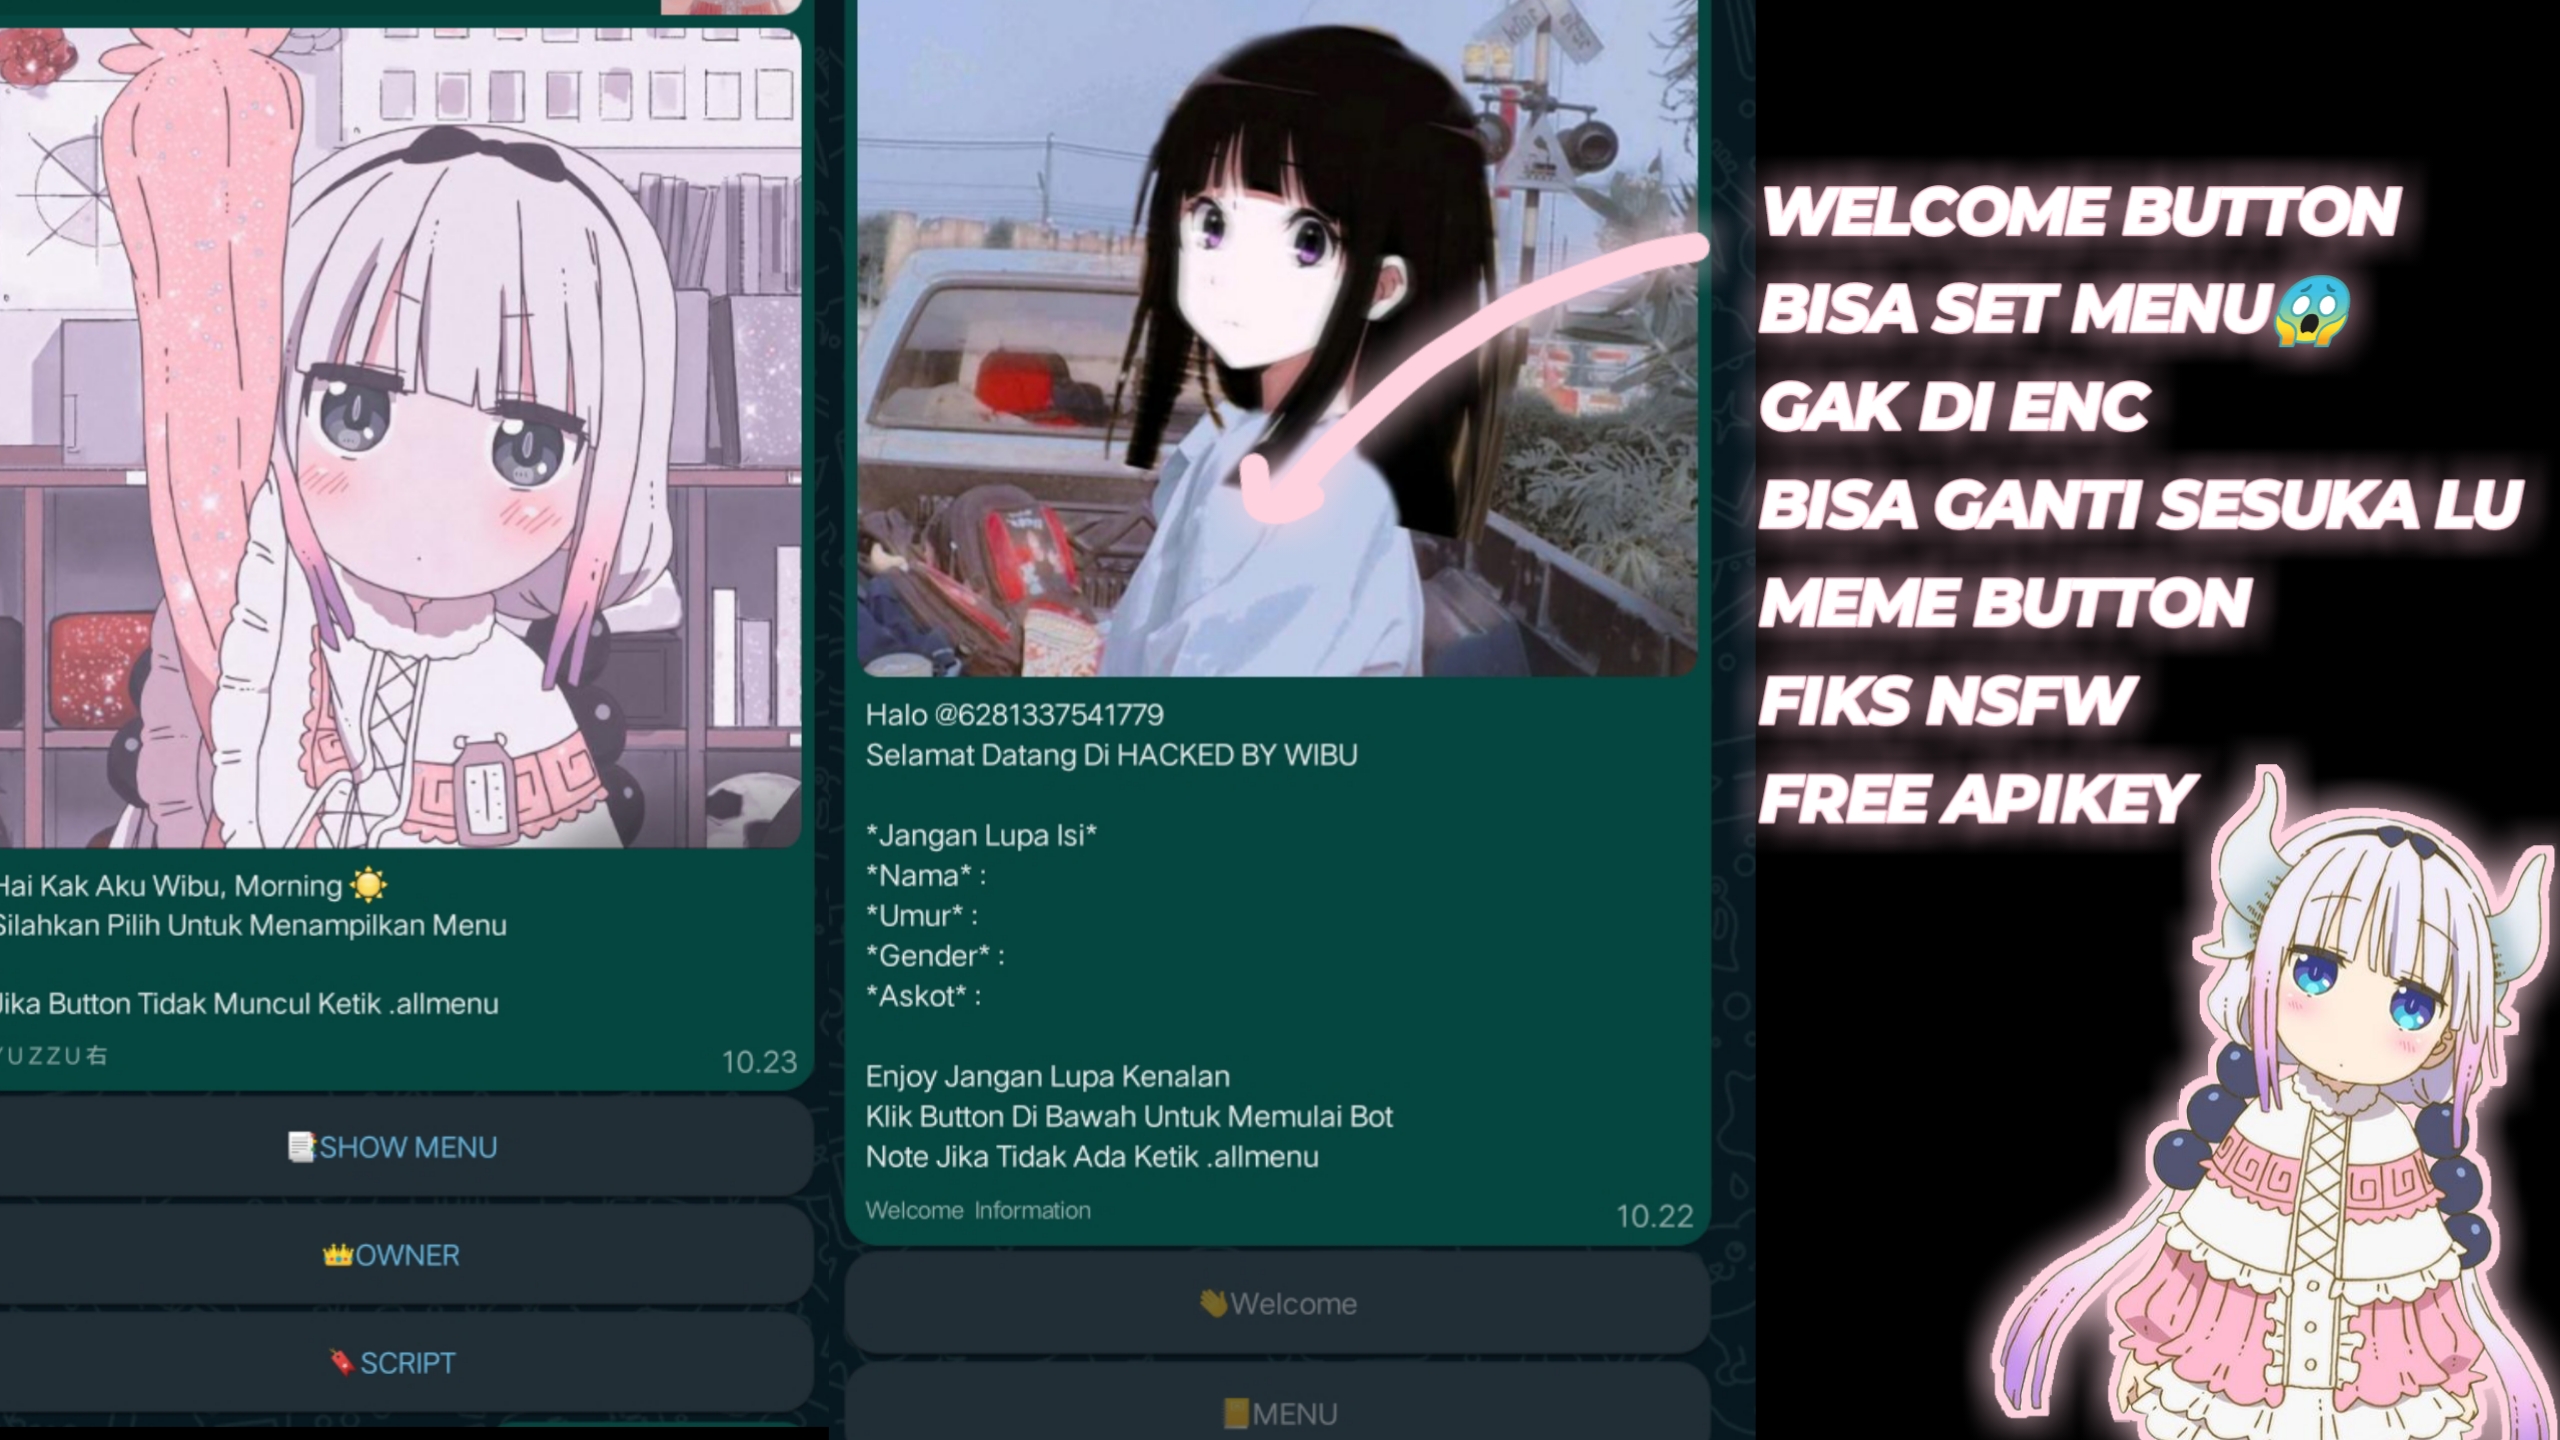 Hai Kak Aku Wibu, Morning ☀️
Silahkan Pilih Untuk Menampilkan Menu
Jika Button Tidak Muncul Ketik .allmenu
YUZZU右
10.23
📑SHOW MENU
👑OWNER
🔖SCRIPT
Halo @6281337541779
Selamat Datang Di HACKED BY WIBU
*Jangan Lupa Isi*
*Nama* :
*Umur* :
*Gender* :
*Askot* :
Enjoy Jangan Lupa Kenalan
Klik Button Di Bawah Untuk Memulai Bot
Note Jika Tidak Ada Ketik .allmenu
Welcome Information
10.22
👋Welcome
📒MENU
WELCOME BUTTON
BISA SET MENU😱
GAK DI ENC
BISA GANTI SESUKA LU
MEME BUTTON
FIKS NSFW
FREE APIKEY